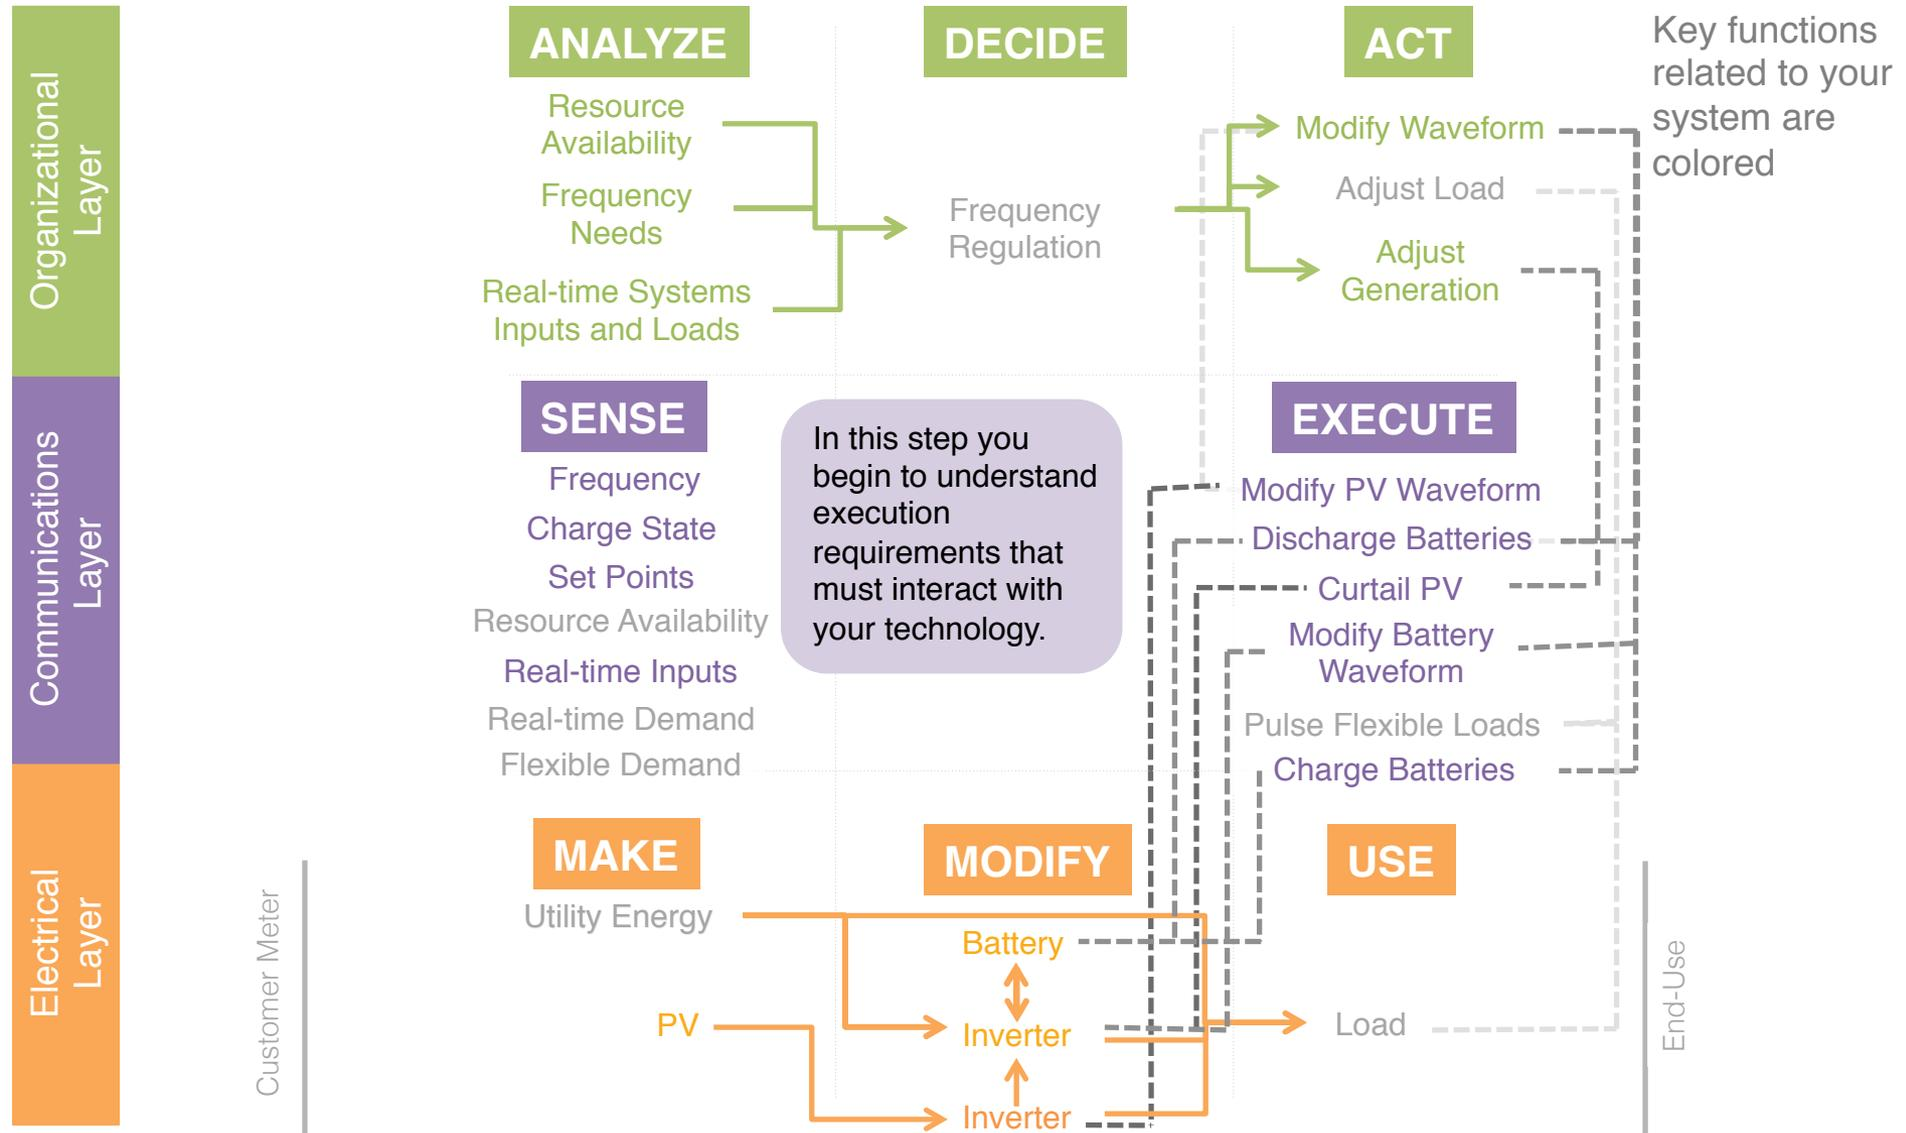 Organizational
Layer
ANALYZE
Resource
Availability
Frequency
Needs
Real-time Systems
Inputs and Loads
DECIDE
Frequency
Regulation
ACT
Modify Waveform
Adjust Load
Adjust
Generation
Key functions
related to your
system are
colored
Communications
Layer
SENSE
Frequency
Charge State
Set Points
Resource Availability
Real-time Inputs
Real-time Demand
Flexible Demand
In this step you
begin to understand
execution
requirements that
must interact with
your technology.
EXECUTE
Modify PV Waveform
Discharge Batteries
Curtail PV
Modify Battery
Waveform
Pulse Flexible Loads
Charge Batteries
Electrical
Layer
Customer Meter
MAKE
Utility Energy
PV
MODIFY
Battery
Inverter
Inverter
USE
Load
End-Use